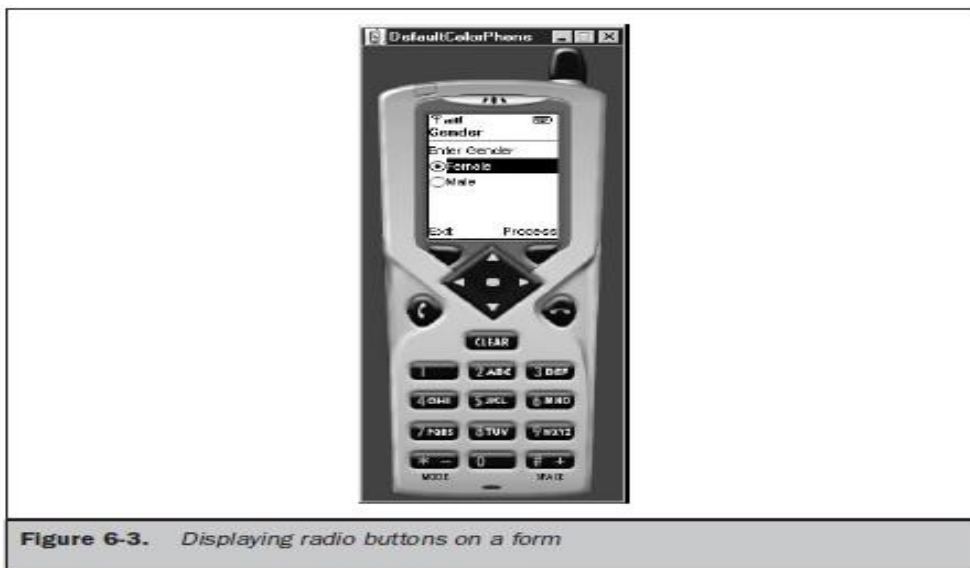 DefaultColorPhone
Gender
Enter Gender
Female
Male
Exit Process
CLEAR
1 2 ABC 3 DEF
4 GHI 5 JKL 6 MNO
7 PQRS 8 TUV 9 WXYZ
* - 0 # +
MODE SPACE
Figure 6-3. Displaying radio buttons on a form